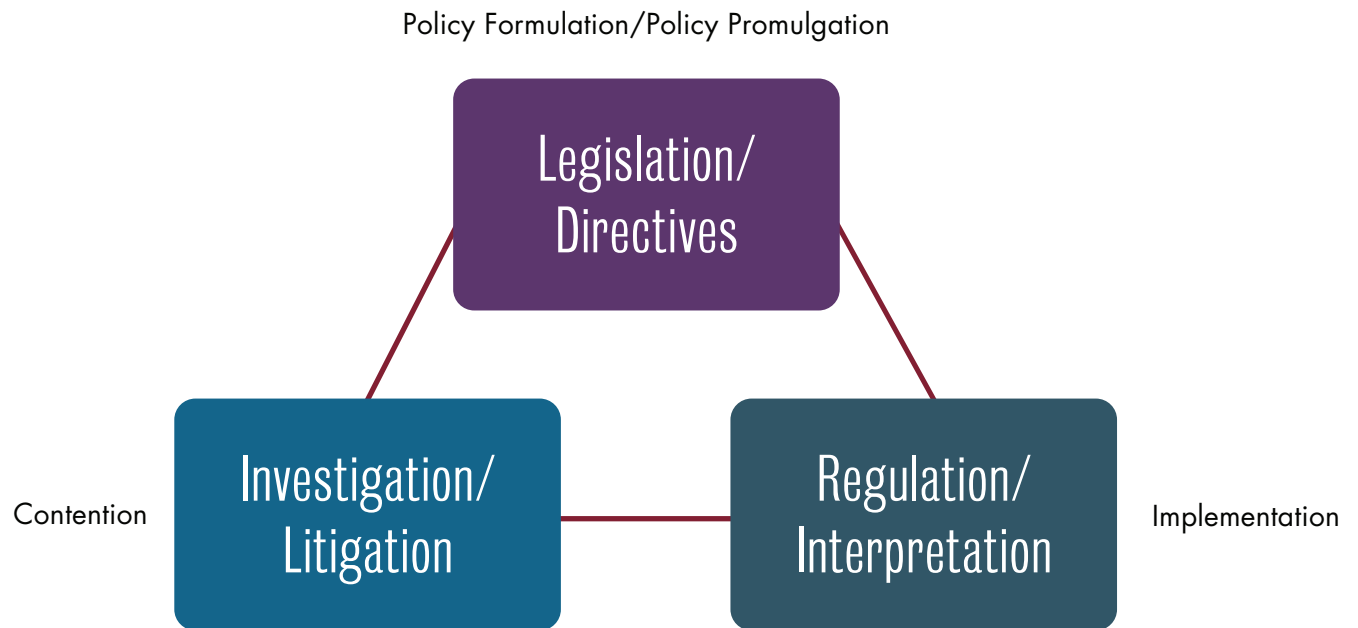 Policy Formulation/Policy Promulgation
Legislation/
Directives
Contention
Investigation/
Litigation
Regulation/
Interpretation
Implementation